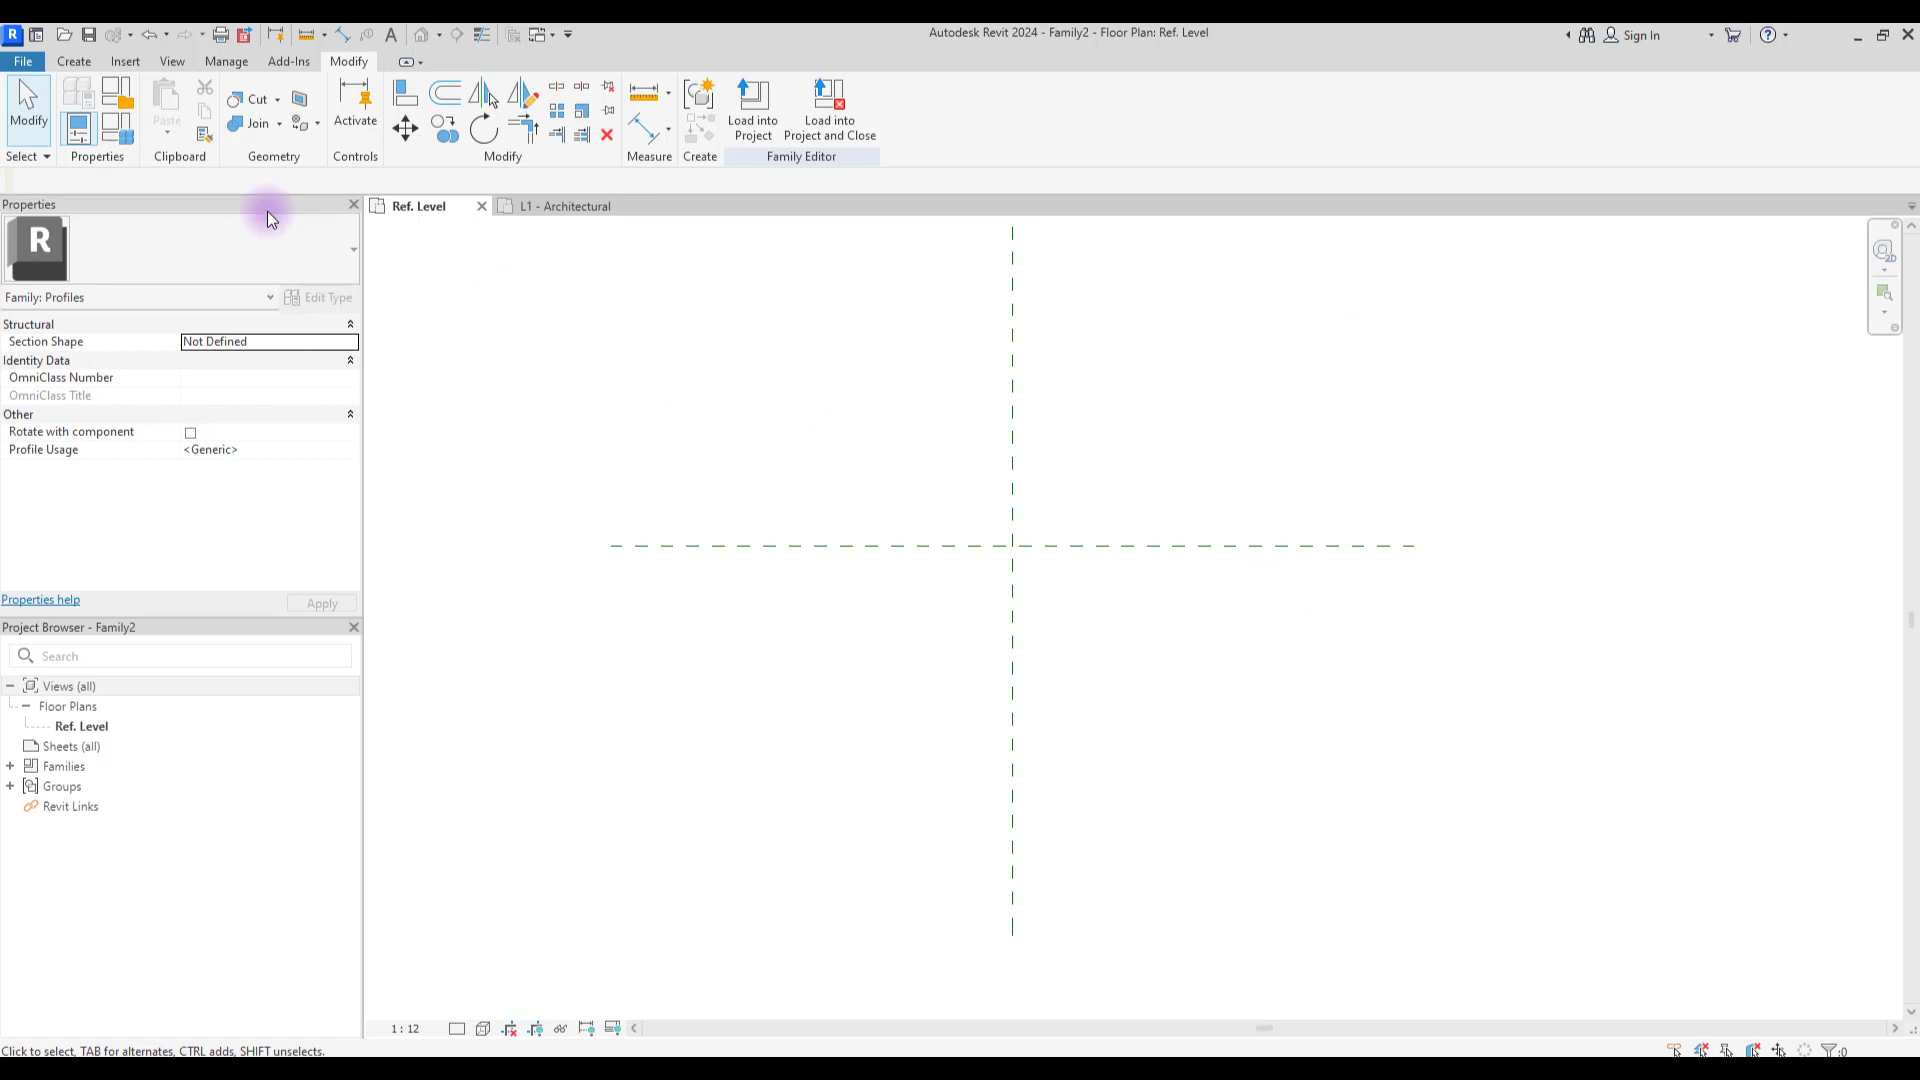 R
Autodesk Revit 2024 - Family2 - Floor Plan: Ref. Level
Sign In
File Create Insert View Manage Add-Ins Modify
Modify
Paste
Cut
Join
Activate
Load into
Project
Load into
Project and Close
Select Properties Clipboard Geometry Controls Modify Measure Create Family Editor
Properties
Ref. Level
L1 - Architectural
R
2D
Family: Profiles
Edit Type
Structural
Section Shape Not Defined
Identity Data
OmniClass Number
OmniClass Title
Other
Rotate with component
Profile Usage <Generic>
Properties help
Apply
Project Browser - Family2
Search
Views (all)
Floor Plans
Ref. Level
Sheets (all)
Families
Groups
Revit Links
1 : 12
Click to select, TAB for alternates, CTRL adds, SHIFT unselects.
:0